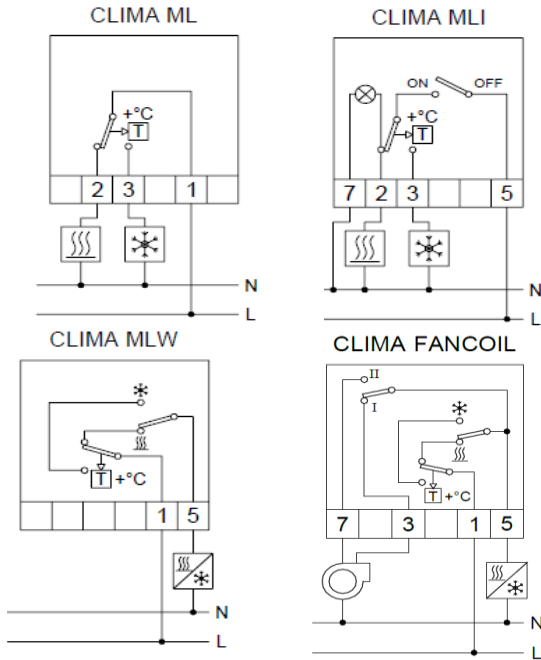 CLIMA ML
+°C
T
2 3 1
N
L
CLIMA MLI
ON OFF
+°C
T
7 2 3 5
N
L
CLIMA MLW
T +°C
1 5
N
L
CLIMA FANCOIL
II
I
T +°C
7 3 1 5
N
L